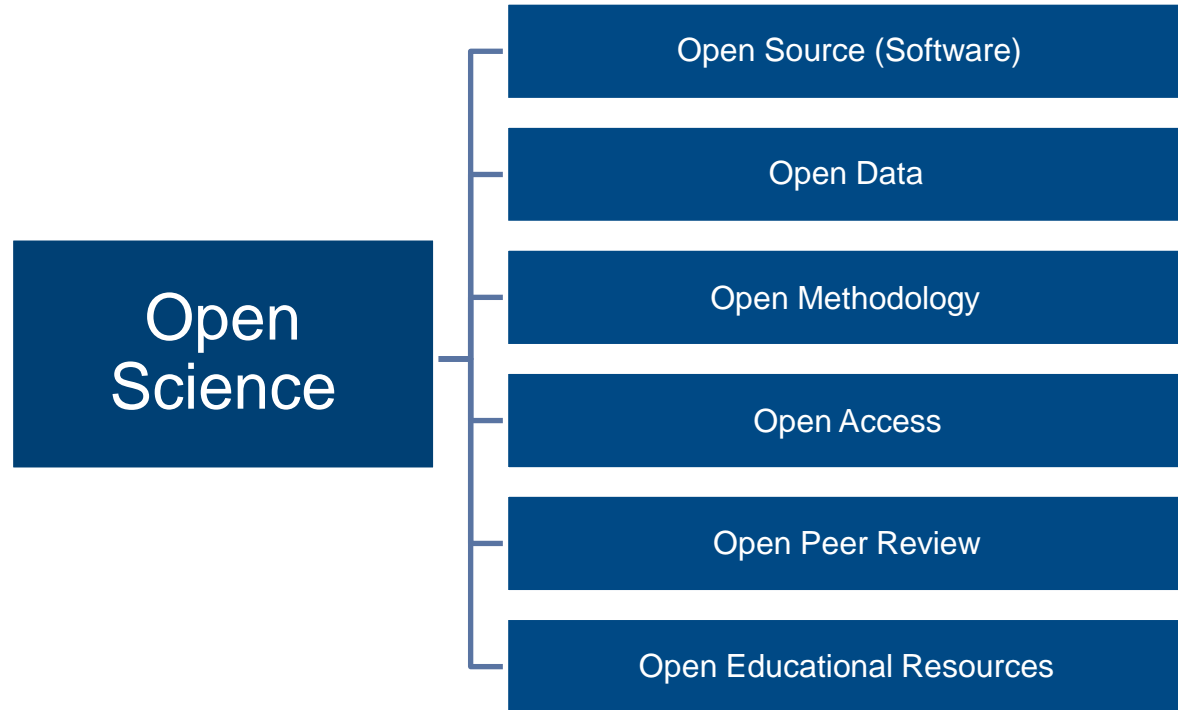 Open Source (Software)
Open Data
Open Methodology
Open
Science
Open Access
Open Peer Review
Open Educational Resources